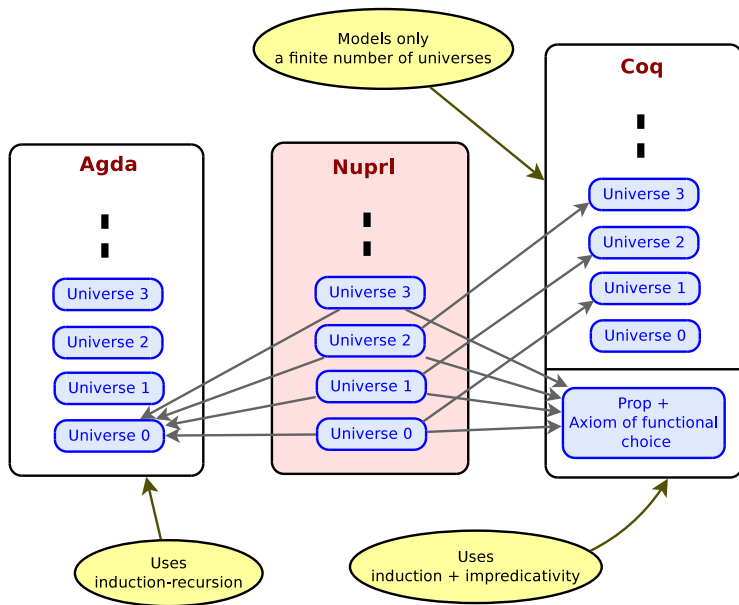 Models only
a finite number of universes
Coq
Universe 3
Universe 2
Universe 1
Universe 0
Prop +
Axiom of functional
choice
Agda
Universe 3
Universe 2
Universe 1
Universe 0
Nuprl
Universe 3
Universe 2
Universe 1
Universe 0
Uses
induction-recursion
Uses
induction + impredicativity